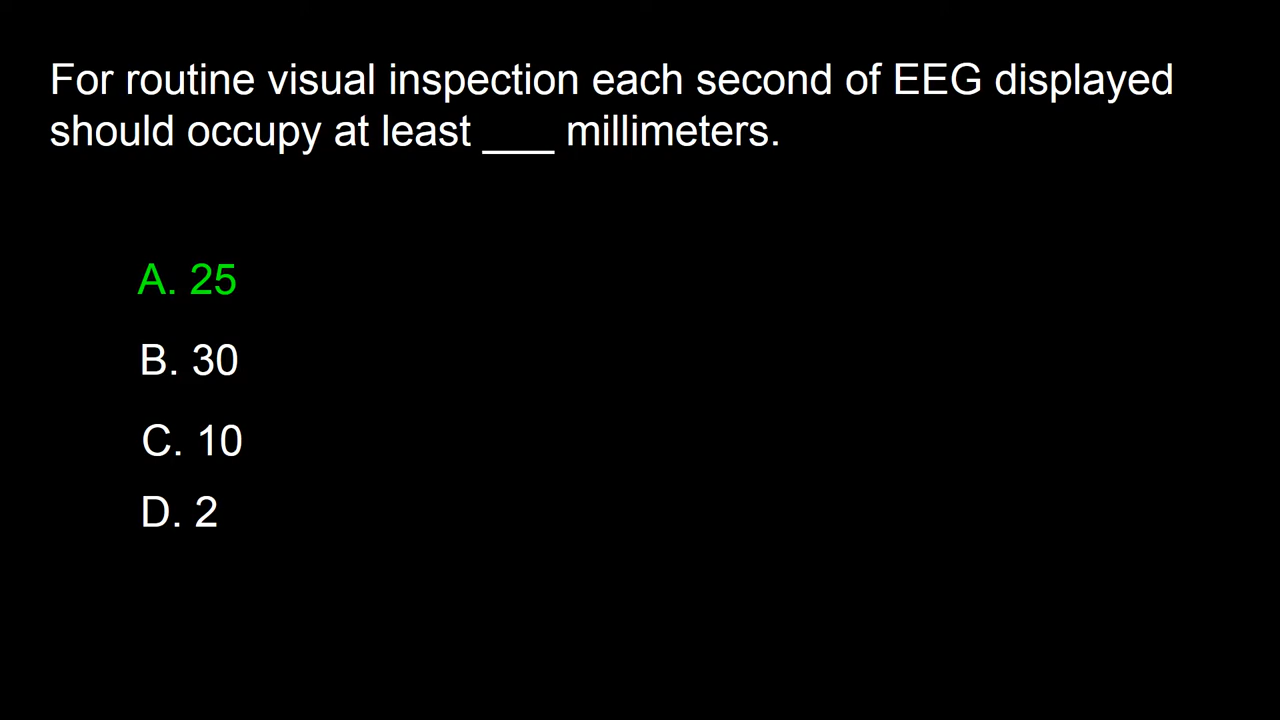 For routine visual inspection each second of EEG displayed
should occupy at least ___ millimeters.
A. 25
B. 30
C. 10
D. 2